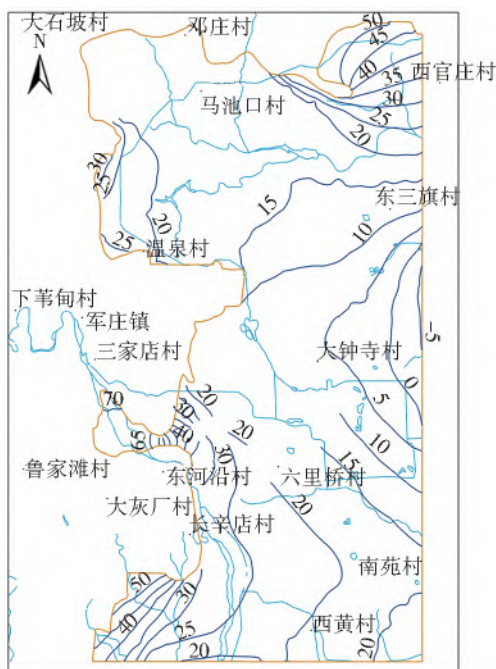 大石坡村
邓庄村
N
50
45
40
35
西官庄村
30
马池口村
25
20
30
25
15
东三旗村
20
10
25
温泉村
下苇甸村
军庄镇
-5
三家店村
大钟寺村
0
70
20
5
50
65
40
20
10
30
15
鲁家滩村
东河沿村
六里桥村
大灰厂村
20
长辛店村
南苑村
50
30
40
25
西黄村
20
20